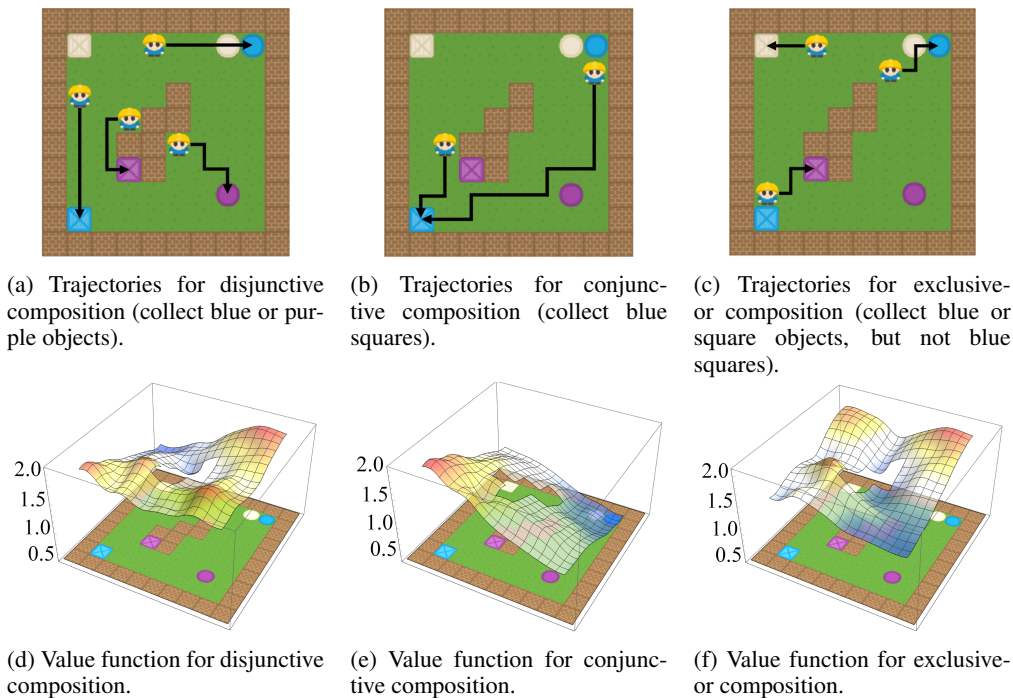 (a) Trajectories for disjunctive
composition (collect blue or pur-
ple objects).
(b) Trajectories for conjunc-
tive composition (collect blue
squares).
(c) Trajectories for exclusive-
or composition (collect blue or
square objects, but not blue
squares).
2.0
1.5
1.0
0.5
2.0
1.5
1.0
0.5
2.0
1.5
1.0
0.5
(d) Value function for disjunctive
composition.
(e) Value function for conjunc-
tive composition.
(f) Value function for exclusive-
or composition.